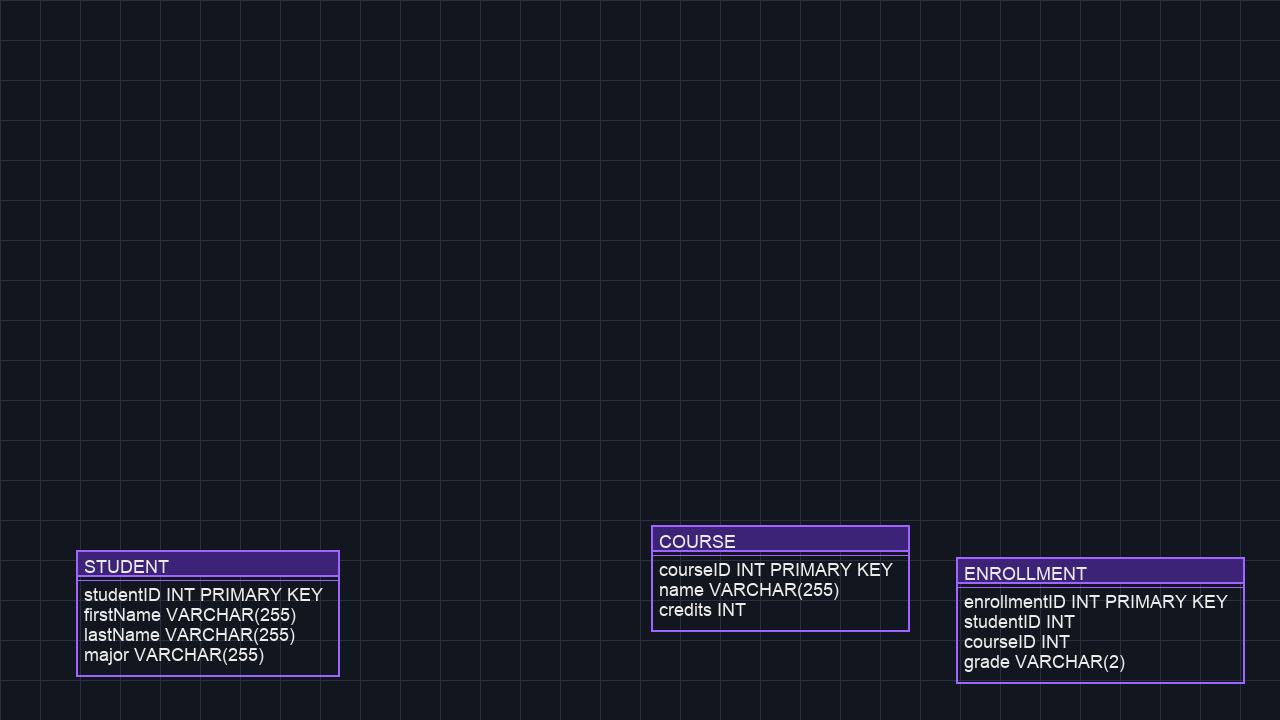 STUDENT
studentID INT PRIMARY KEY
firstName VARCHAR(255)
lastName VARCHAR(255)
major VARCHAR(255)
COURSE
courseID INT PRIMARY KEY
name VARCHAR(255)
credits INT
ENROLLMENT
enrollmentID INT PRIMARY KEY
studentID INT
courseID INT
grade VARCHAR(2)